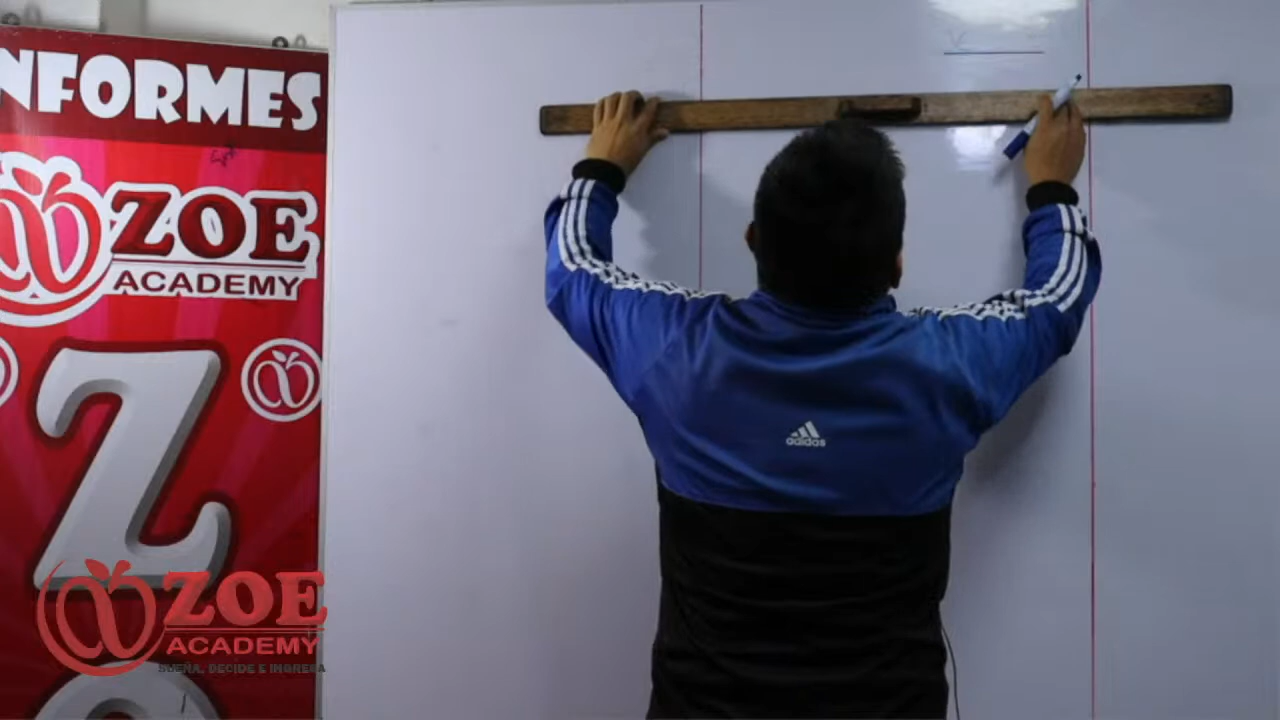 NFORMES
ZOE
ACADEMY
Z
adidas
ZOE
ACADEMY
SUEÑA, DECIDE E INGRESA